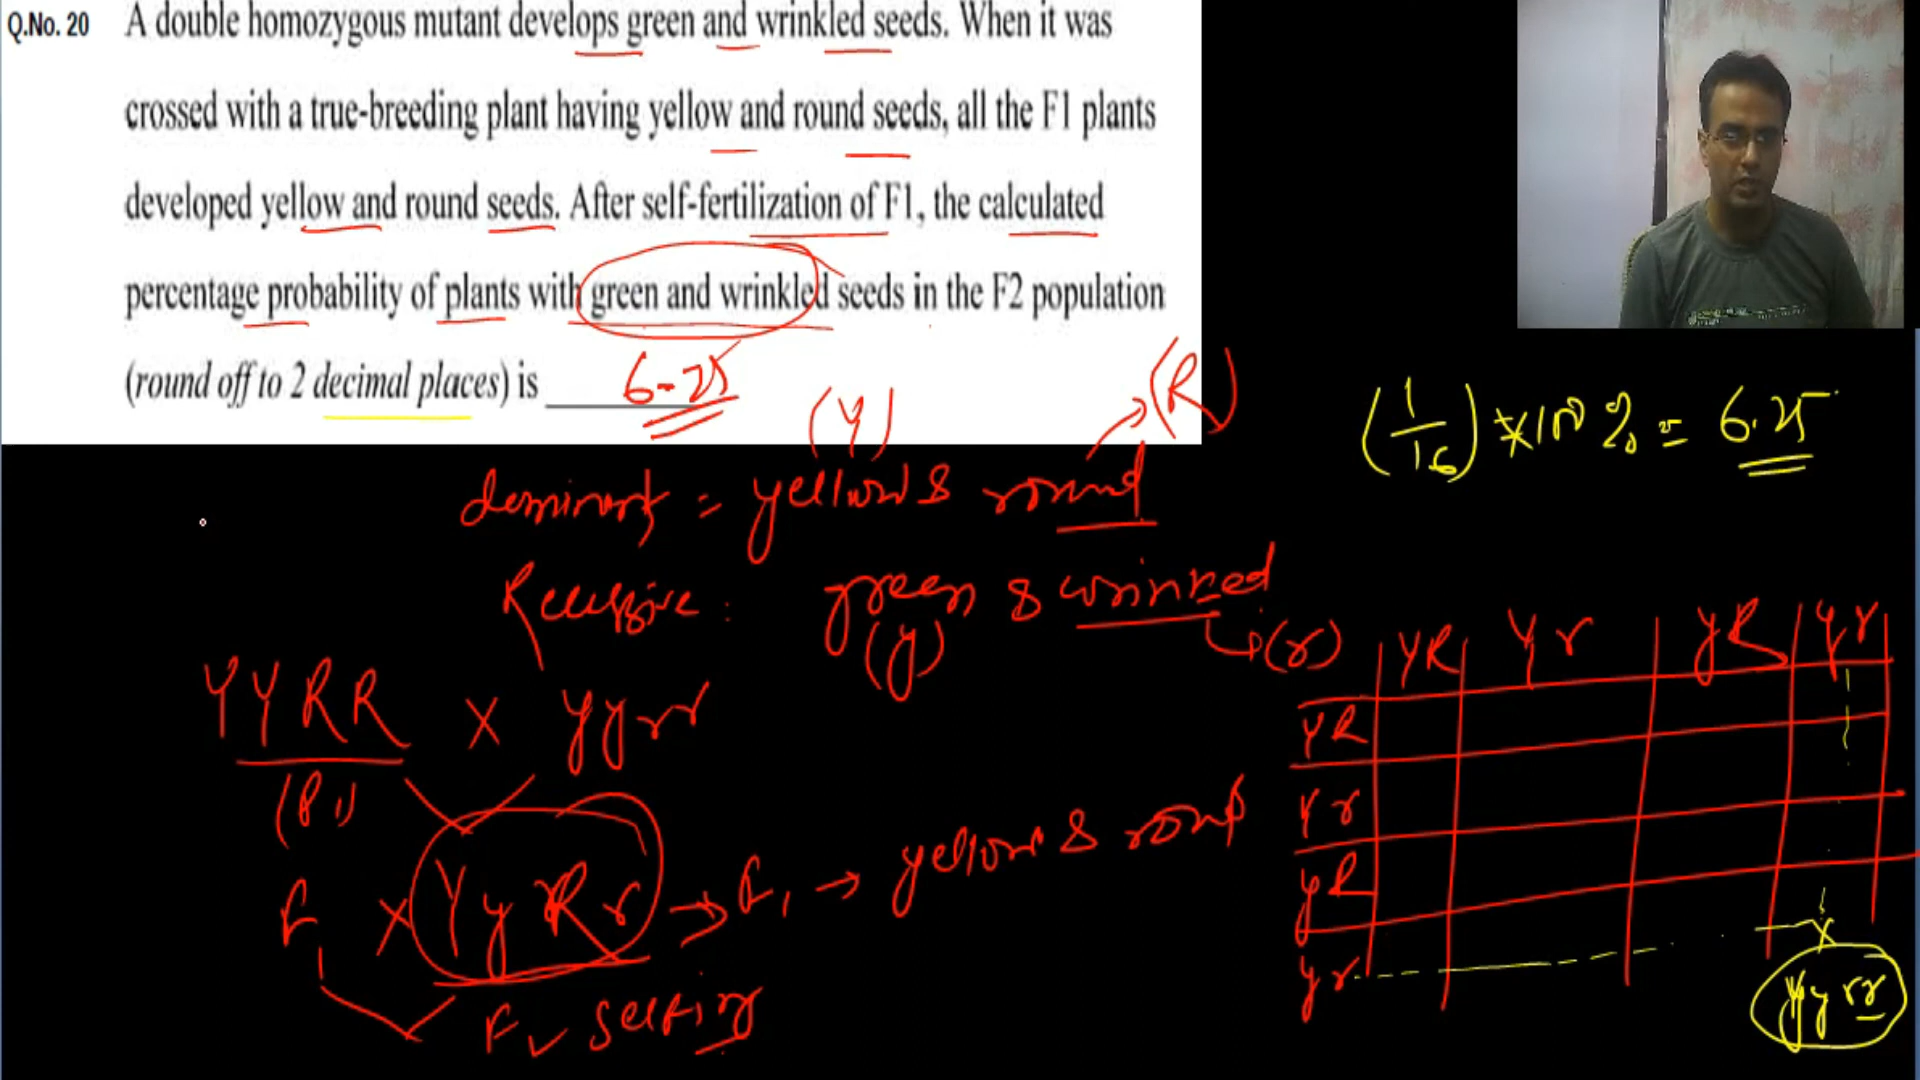 Q.No. 20 A double homozygous mutant develops green and wrinkled seeds. When it was
crossed with a true-breeding plant having yellow and round seeds, all the F1 plants
developed yellow and round seeds. After self-fertilization of F1, the calculated
percentage probability of plants with green and wrinkled seeds in the F2 population
(round off to 2 decimal places) is 6.25
(Y) (R)
(1/16) * 100 % = 6.25
dominant = yellow & round
Recessive : green & wrinked
(y) (r)
YYRR X yyrr
(P1)
F1 X YyRr → F1 → yellow & round
F2 selfing
YR Yr yR yr
YR
Yr
yR
yr
yyrr